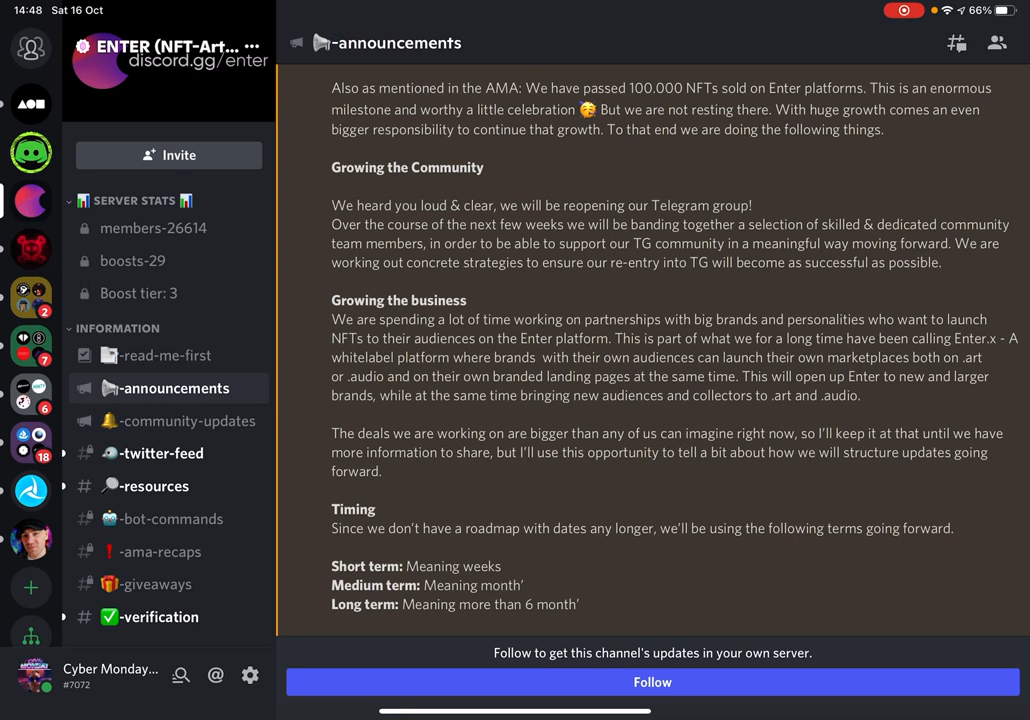 14:48 Sat 16 Oct
66%
ENTER (NFT-Art...
discord.gg/enter
Invite
SERVER STATS
members-26614
boosts-29
Boost tier: 3
INFORMATION
-read-me-first
-announcements
-community-updates
-twitter-feed
-resources
-bot-commands
-ama-recaps
-giveaways
-verification
2
7
6
18
Cyber Monday...
#7072
-announcements
Also as mentioned in the AMA: We have passed 100.000 NFTs sold on Enter platforms. This is an enormous
milestone and worthy a little celebration 🥳 But we are not resting there. With huge growth comes an even
bigger responsibility to continue that growth. To that end we are doing the following things.
Growing the Community
We heard you loud & clear, we will be reopening our Telegram group!
Over the course of the next few weeks we will be banding together a selection of skilled & dedicated community
team members, in order to be able to support our TG community in a meaningful way moving forward. We are
working out concrete strategies to ensure our re-entry into TG will become as successful as possible.
Growing the business
We are spending a lot of time working on partnerships with big brands and personalities who want to launch
NFTs to their audiences on the Enter platform. This is part of what we for a long time have been calling Enter.x - A
whitelabel platform where brands with their own audiences can launch their own marketplaces both on .art
or .audio and on their own branded landing pages at the same time. This will open up Enter to new and larger
brands, while at the same time bringing new audiences and collectors to .art and .audio.
The deals we are working on are bigger than any of us can imagine right now, so I'll keep it at that until we have
more information to share, but I'll use this opportunity to tell a bit about how we will structure updates going
forward.
Timing
Since we don't have a roadmap with dates any longer, we'll be using the following terms going forward.
Short term: Meaning weeks
Medium term: Meaning month'
Long term: Meaning more than 6 month'
Follow to get this channel's updates in your own server.
Follow